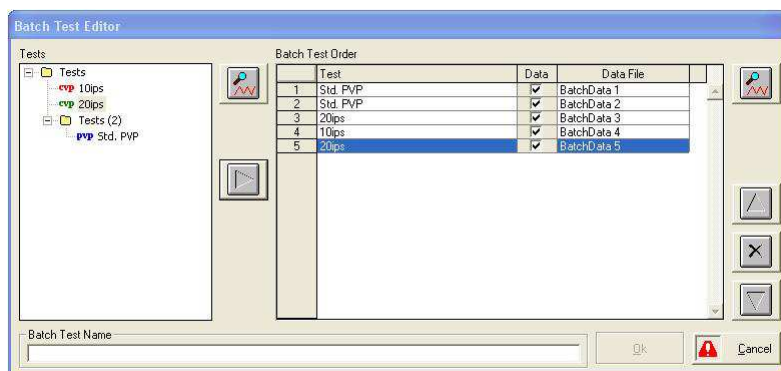 Batch Test Editor
Tests
Tests
cvp 10ips
cvp 20ips
Tests (2)
pvp Std. PVP
Batch Test Order
Test Data Data File
1 Std. PVP BatchData 1
2 Std. PVP BatchData 2
3 20ips BatchData 3
4 10ips BatchData 4
5 20ips BatchData 5
Batch Test Name
Ok
Cancel